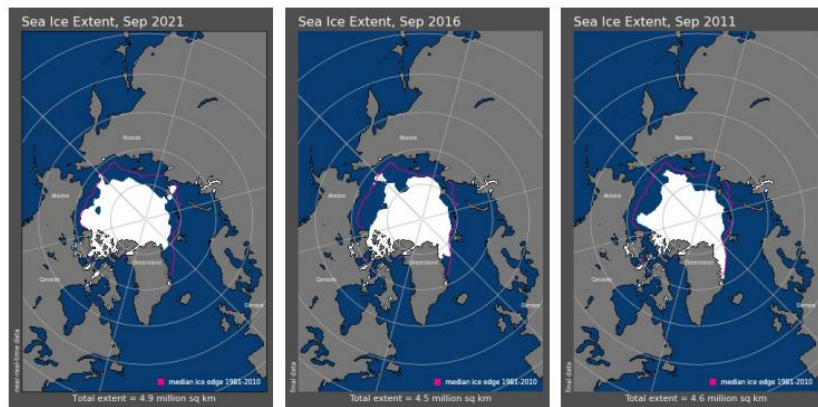 Sea Ice Extent, Sep 2021
Russia
Alaska
Greenland
Canada
Europe
near-real-time data
median ice edge 1981-2010
Total extent = 4.9 million sq km
Sea Ice Extent, Sep 2016
Russia
Alaska
Greenland
Canada
Europe
final data
median ice edge 1981-2010
Total extent = 4.5 million sq km
Sea Ice Extent, Sep 2011
Russia
Alaska
Greenland
Canada
Europe
final data
median ice edge 1981-2010
Total extent = 4.6 million sq km